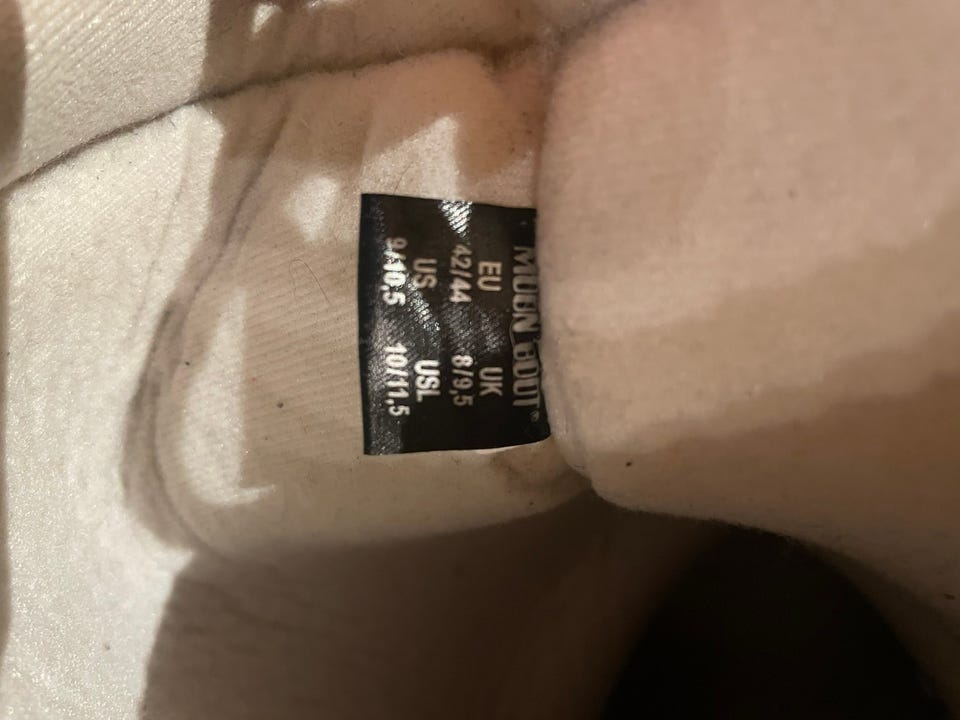 MOON BOOT®
EU UK
42/44 8/9,5
US USL
9/10,5 10/11,5